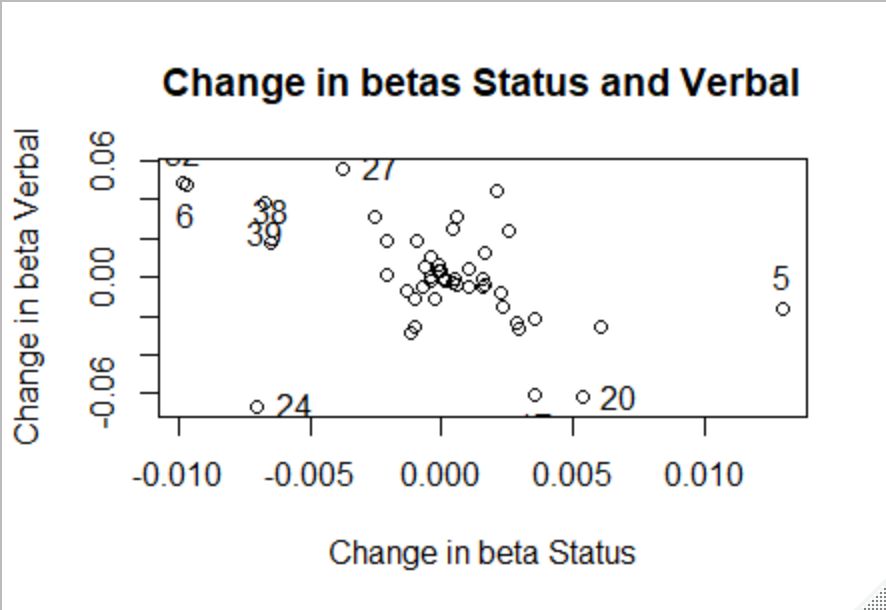 Change in betas Status and Verbal
Change in beta Verbal
0.06
0.00
-0.06
27
6
38
39
5
24
20
-0.010 -0.005 0.000 0.005 0.010
Change in beta Status